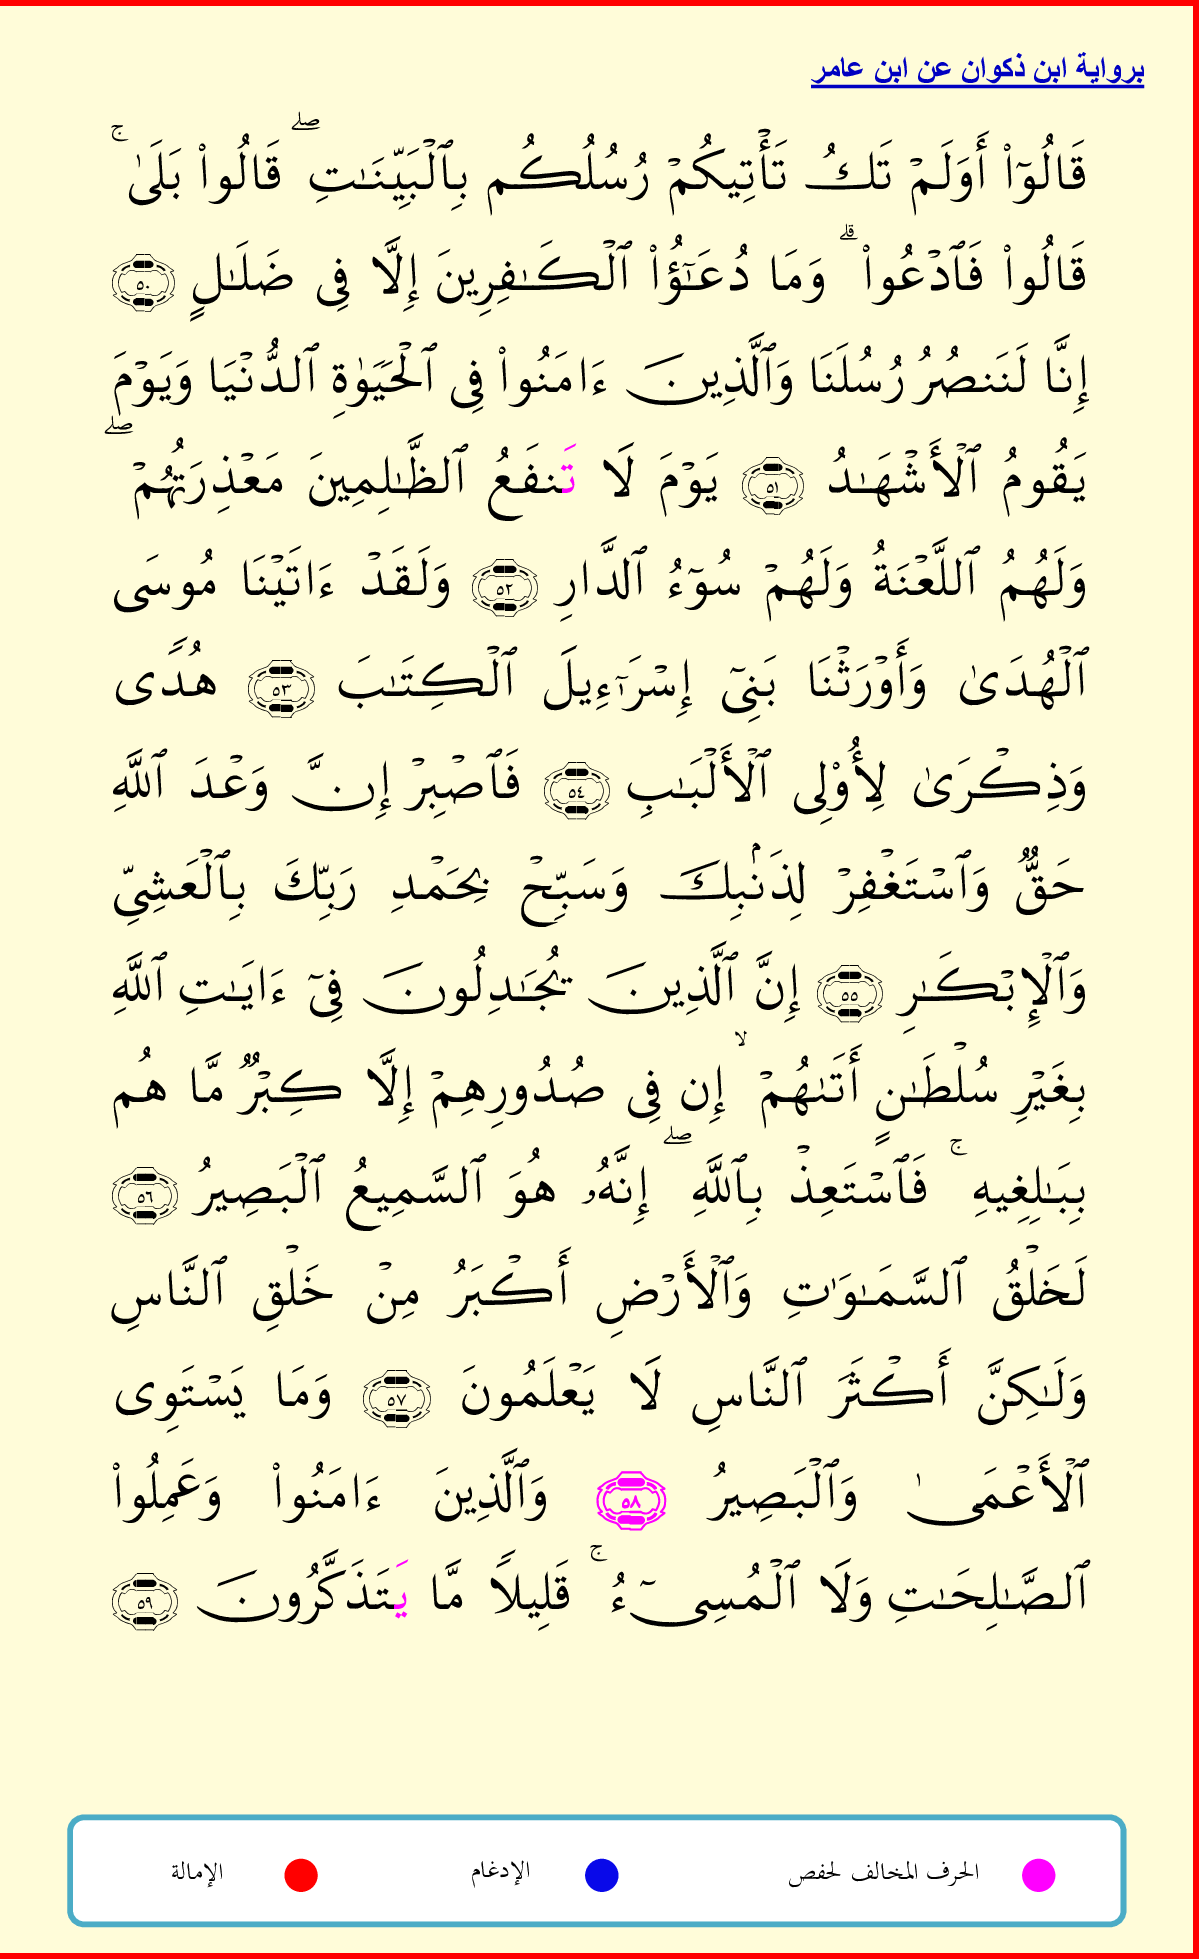 برواية ابن ذكوان عن ابن عامر
قَالُوٓا۟ أَوَلَمْ تَكُ تَأْتِيكُمْ رُسُلُكُم بِٱلْبَيِّنَـٰتِ ۖ قَالُوا۟ بَلَىٰ ۚ
قَالُوا۟ فَٱدْعُوا۟ ۗ وَمَا دُعَـٰٓؤُا۟ ٱلْكَـٰفِرِينَ إِلَّا فِى ضَلَـٰلٍ ٥٠
إِنَّا لَنَنصُرُ رُسُلَنَا وَٱلَّذِينَ ءَامَنُوا۟ فِى ٱلْحَيَوٰةِ ٱلدُّنْيَا وَيَوْمَ
يَقُومُ ٱلْأَشْهَـٰدُ ٥١ يَوْمَ لَا تَنفَعُ ٱلظَّـٰلِمِينَ مَعْذِرَتُهُمْ ۖ
وَلَهُمُ ٱللَّعْنَةُ وَلَهُمْ سُوٓءُ ٱلدَّارِ ٥٢ وَلَقَدْ ءَاتَيْنَا مُوسَى
ٱلْهُدَىٰ وَأَوْرَثْنَا بَنِىٓ إِسْرَٰٓءِيلَ ٱلْكِتَـٰبَ ٥٣ هُدًى
وَذِكْرَىٰ لِأُو۟لِى ٱلْأَلْبَـٰبِ ٥٤ فَٱصْبِرْ إِنَّ وَعْدَ ٱللَّهِ
حَقٌّ وَٱسْتَغْفِرْ لِذَنۢبِكَ وَسَبِّحْ بِحَمْدِ رَبِّكَ بِٱلْعَشِىِّ
وَٱلْإِبْكَـٰرِ ٥٥ إِنَّ ٱلَّذِينَ يُجَـٰدِلُونَ فِىٓ ءَايَـٰتِ ٱللَّهِ
بِغَيْرِ سُلْطَـٰنٍ أَتَىٰهُمْ ۙ إِن فِى صُدُورِهِمْ إِلَّا كِبْرٌ مَّا هُم
بِبَـٰلِغِيهِ ۚ فَٱسْتَعِذْ بِٱللَّهِ ۖ إِنَّهُۥ هُوَ ٱلسَّمِيعُ ٱلْبَصِيرُ ٥٦
لَخَلْقُ ٱلسَّمَـٰوَٰتِ وَٱلْأَرْضِ أَكْبَرُ مِنْ خَلْقِ ٱلنَّاسِ
وَلَـٰكِنَّ أَكْثَرَ ٱلنَّاسِ لَا يَعْلَمُونَ ٥٧ وَمَا يَسْتَوِى
ٱلْأَعْمَىٰ وَٱلْبَصِيرُ ٥٨ وَٱلَّذِينَ ءَامَنُوا۟ وَعَمِلُوا۟
ٱلصَّـٰلِحَـٰتِ وَلَا ٱلْمُسِىٓءُ ۚ قَلِيلًا مَّا يَتَذَكَّرُونَ ٥٩
الحرف المخالف لحفص الإدغام الإمالة